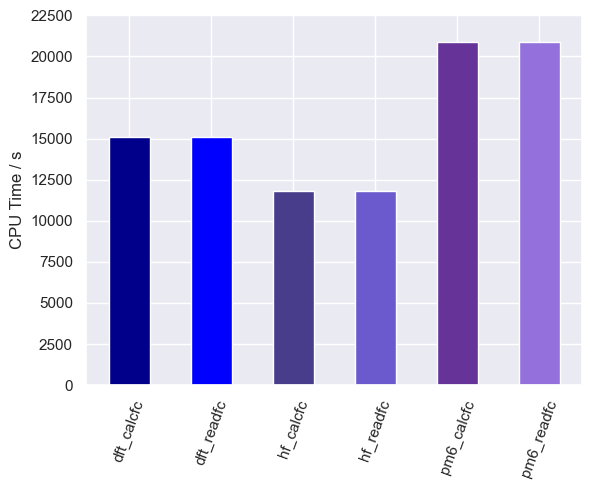 22500
20000
17500
15000
12500
10000
7500
5000
2500
0
CPU Time / s
dft_calcfc
dft_readfc
hf_calcfc
hf_readfc
pm6_calcfc
pm6_readfc